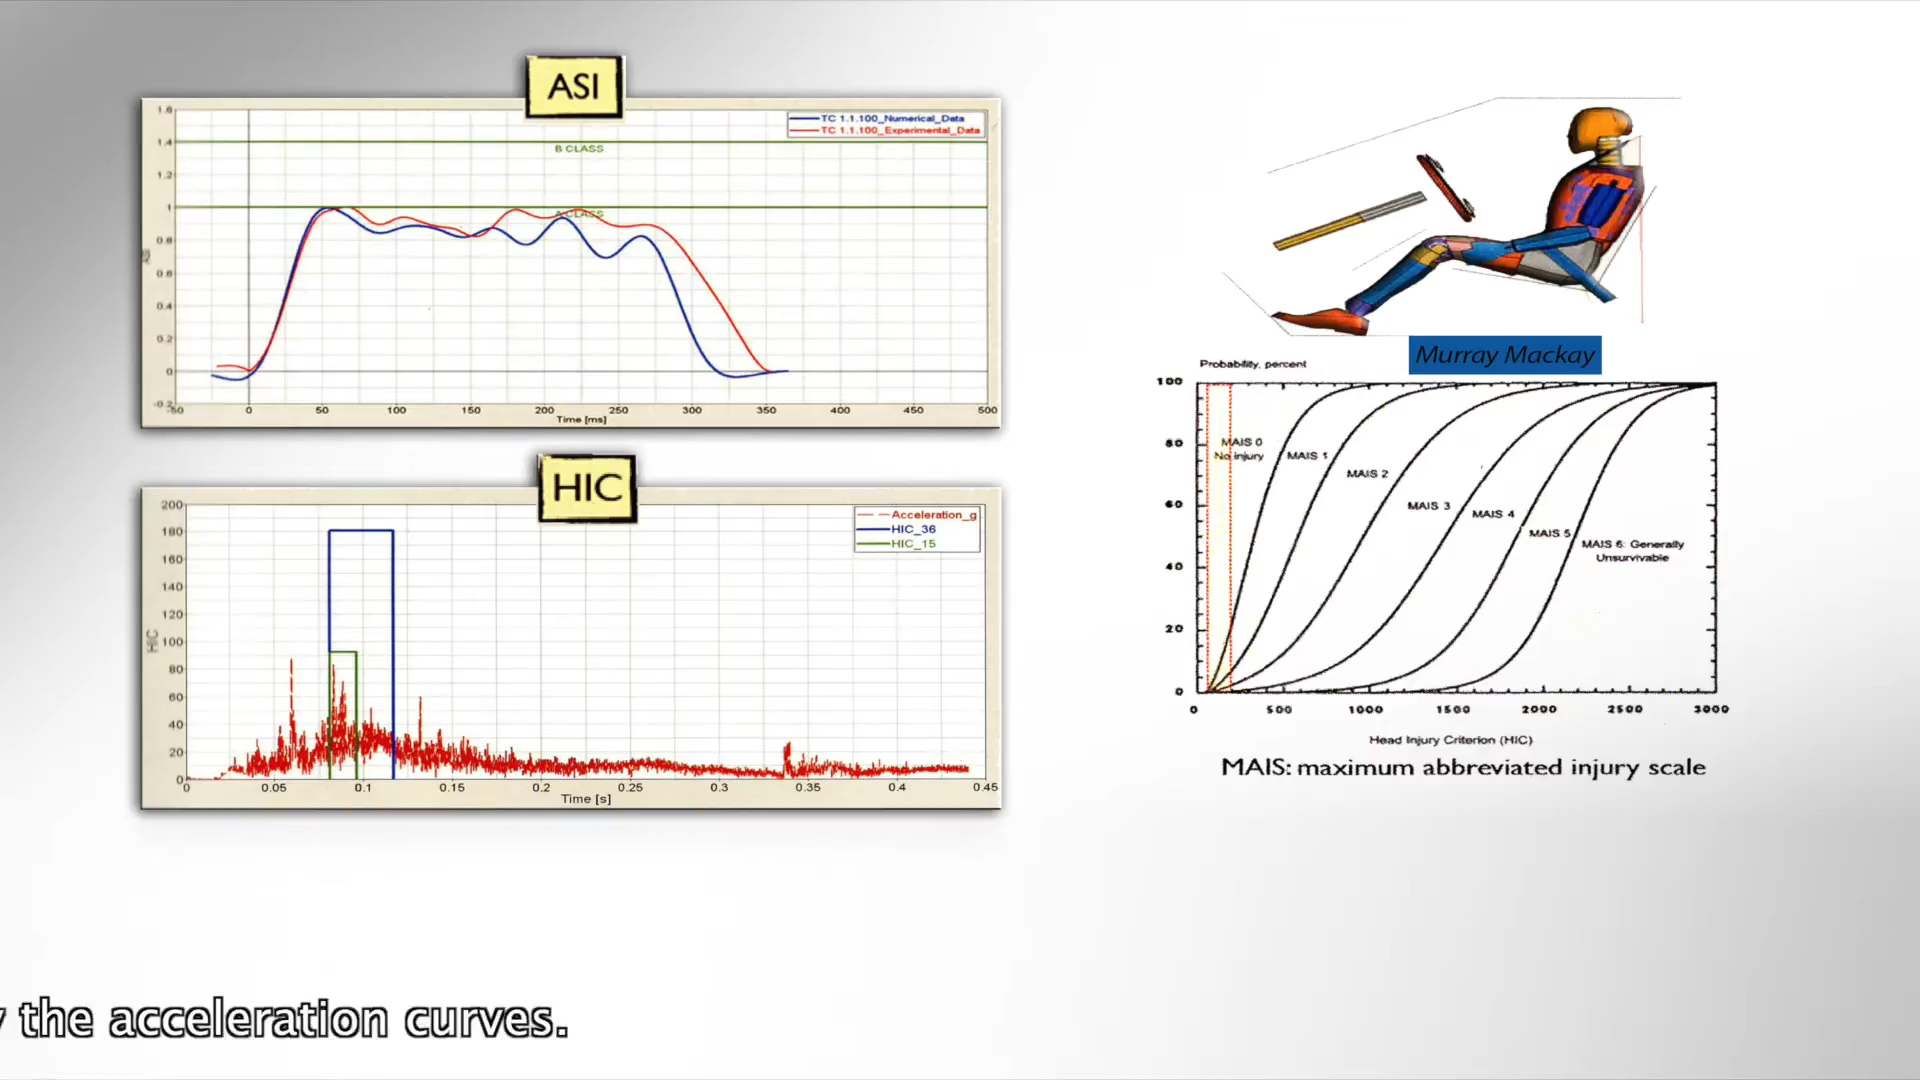 ASI
TC 1.1.100_Numerical_Data
TC 1.1.100_Experimental_Data
1.6
1.4
B CLASS
1
A CLASS
0.8
ASI
0.6
0.4
0.2
0
-0.2
-50 0 50 100 150 200 250 300 350 400 450 500
Time [ms]
HIC
200
Acceleration_g
HIC_36
HIC_15
180
160
140
120
100
HIC
80
60
40
20
0
0 0.05 0.1 0.15 0.2 0.25 0.3 0.35 0.4 0.45
Time [s]
Murray Mackay
Probability, percent
100
80
60
40
20
0
MAIS 0
No injury
MAIS 1
MAIS 2
MAIS 3
MAIS 4
MAIS 5
MAIS 6: Generally
Unsurvivable
0 500 1000 1500 2000 2500 3000
Head Injury Criterion (HIC)
MAIS: maximum abbreviated injury scale
the acceleration curves.